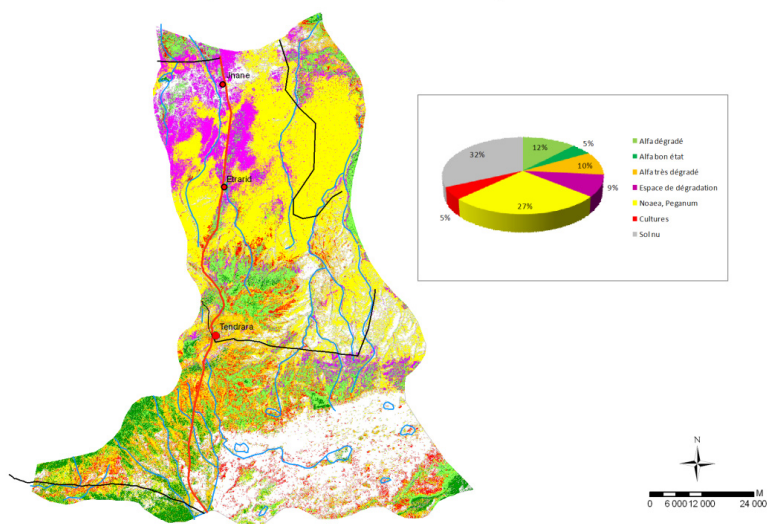 Jnane
Errarid
Tendrara
12%
5%
10%
9%
27%
5%
32%
Alfa dégradé
Alfa bon état
Alfa très dégradé
Espace de dégradation
Noaea, Peganum
Cultures
Sol nu
N
M
0 6 000 12 000 24 000